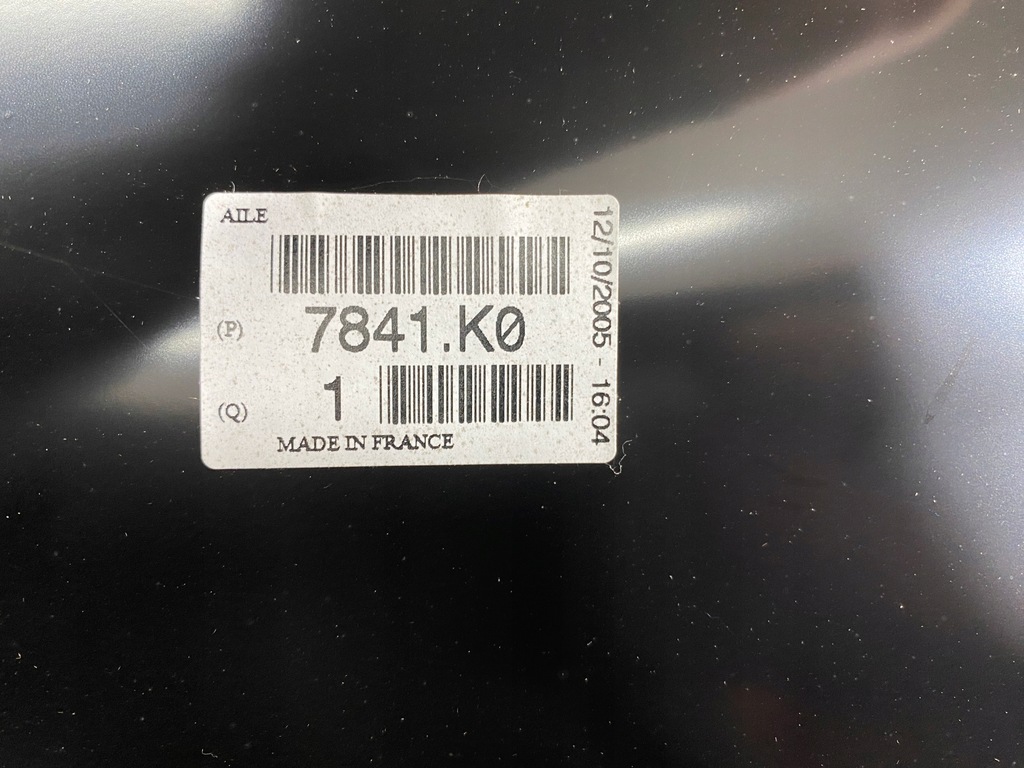 AILE
(P) 7841.K0
(Q) 1
MADE IN FRANCE
12/10/2005 - 16:04